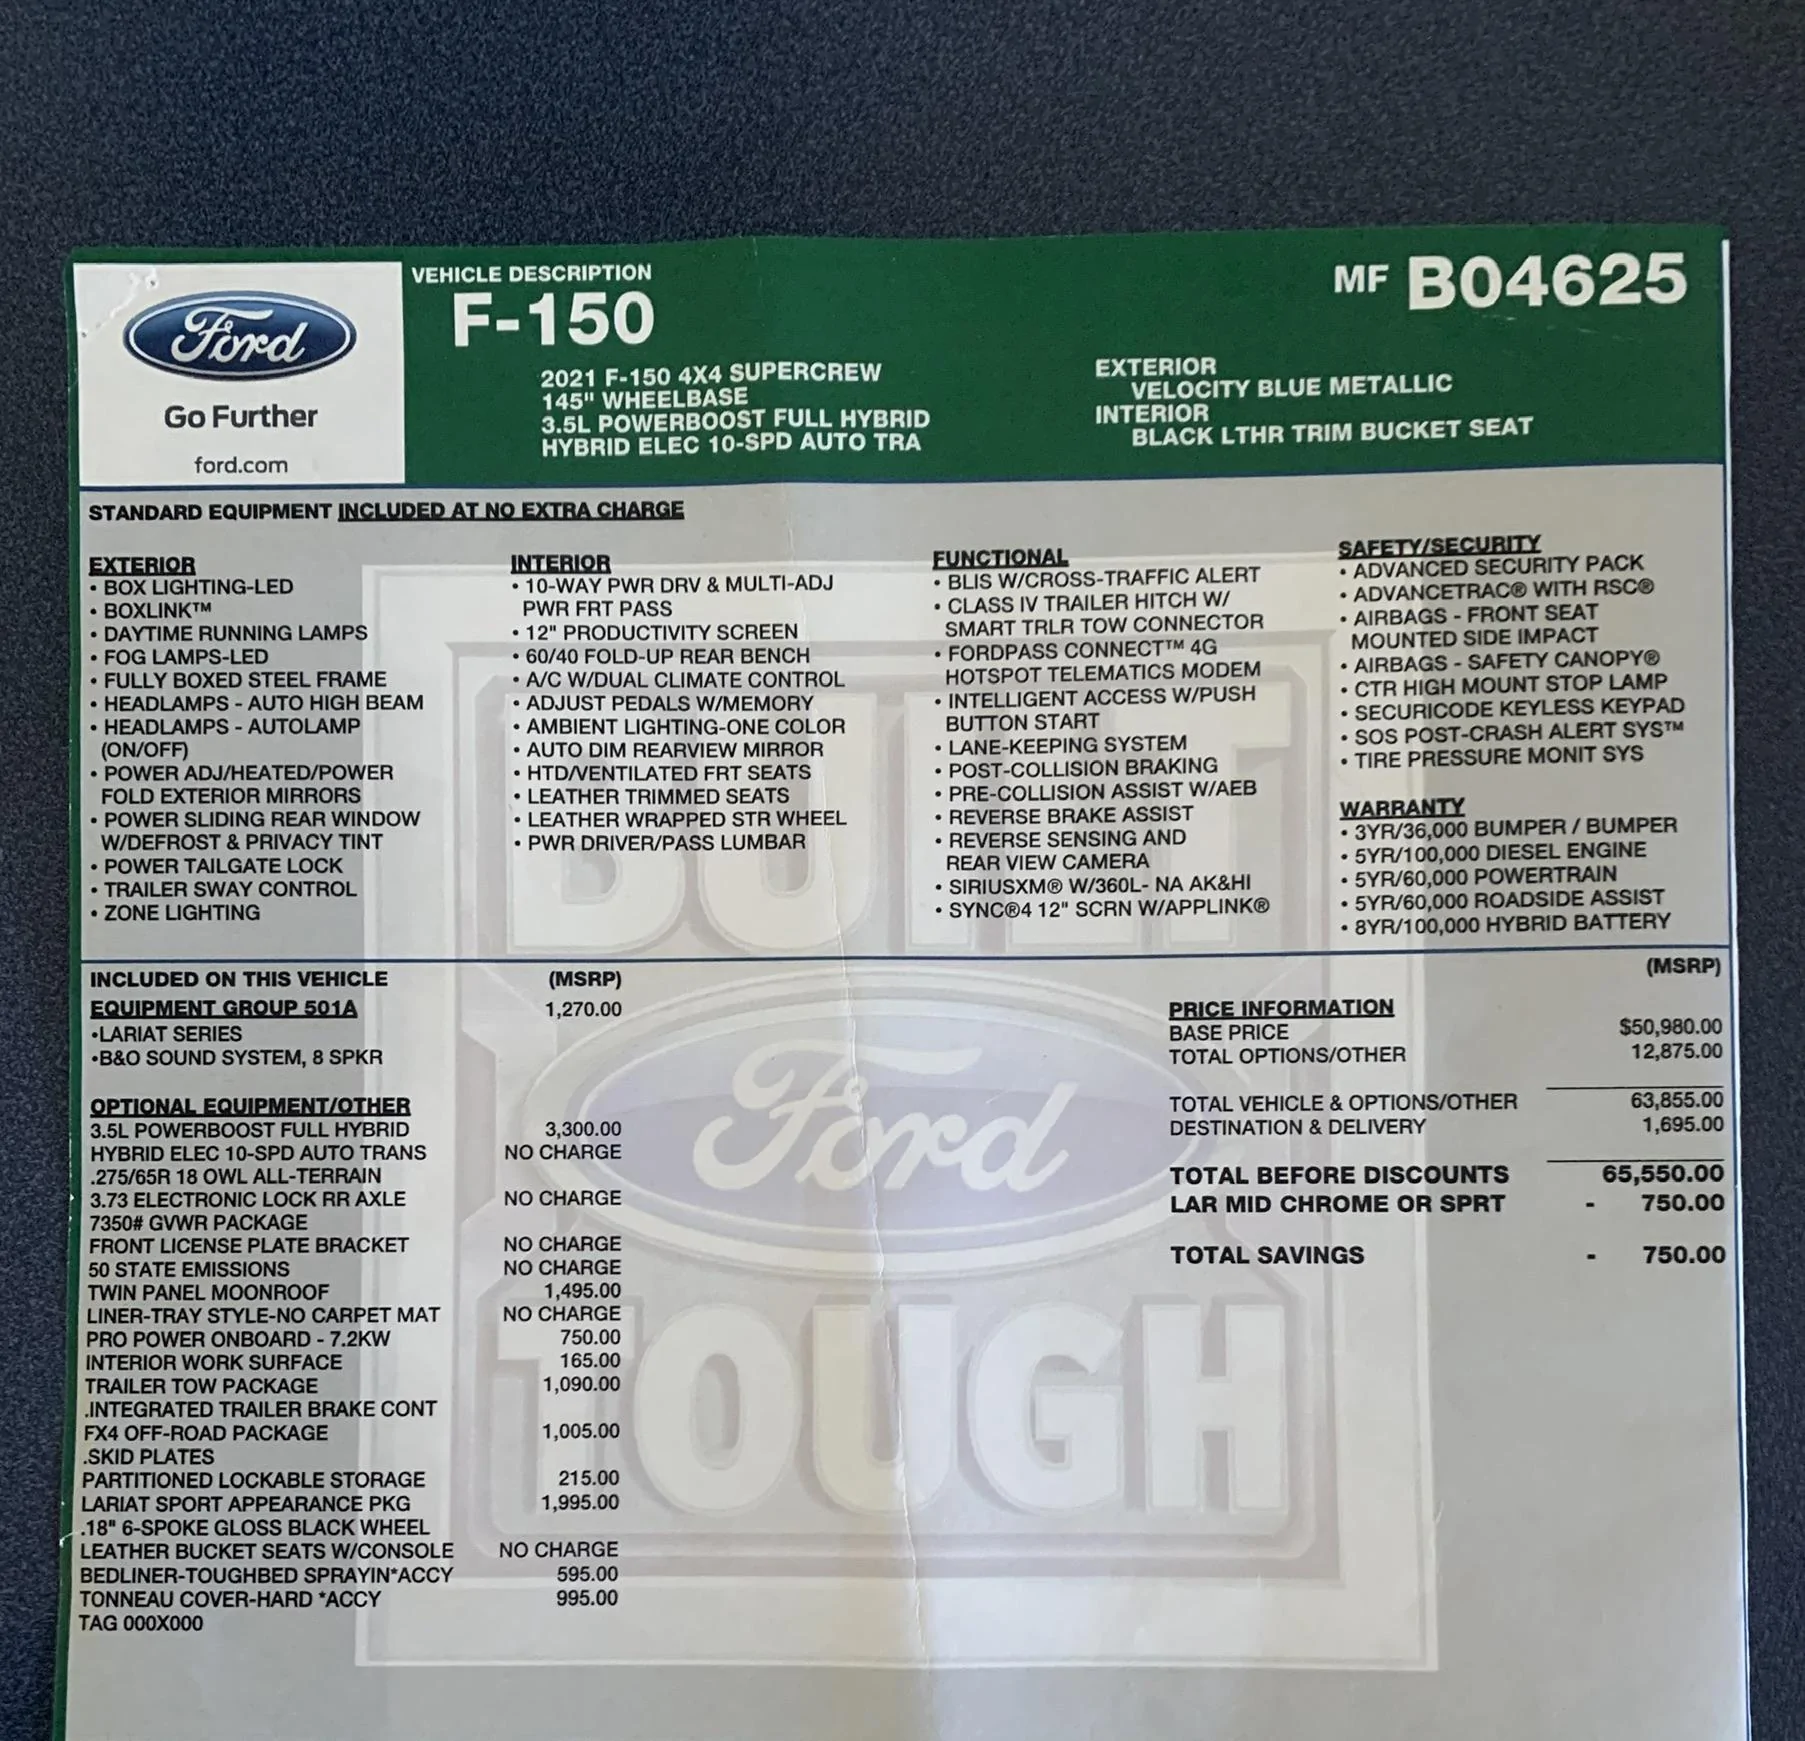 Ford
Go Further
ford.com
VEHICLE DESCRIPTION
F-150
2021 F-150 4X4 SUPERCREW
145" WHEELBASE
3.5L POWERBOOST FULL HYBRID
HYBRID ELEC 10-SPD AUTO TRA
MF B04625
EXTERIOR
VELOCITY BLUE METALLIC
INTERIOR
BLACK LTHR TRIM BUCKET SEAT
STANDARD EQUIPMENT INCLUDED AT NO EXTRA CHARGE
EXTERIOR
• BOX LIGHTING-LED
• BOXLINK™
• DAYTIME RUNNING LAMPS
• FOG LAMPS-LED
• FULLY BOXED STEEL FRAME
• HEADLAMPS - AUTO HIGH BEAM
• HEADLAMPS - AUTOLAMP
(ON/OFF)
• POWER ADJ/HEATED/POWER
FOLD EXTERIOR MIRRORS
• POWER SLIDING REAR WINDOW
W/DEFROST & PRIVACY TINT
• POWER TAILGATE LOCK
• TRAILER SWAY CONTROL
• ZONE LIGHTING
INTERIOR
• 10-WAY PWR DRV & MULTI-ADJ
PWR FRT PASS
• 12" PRODUCTIVITY SCREEN
• 60/40 FOLD-UP REAR BENCH
• A/C W/DUAL CLIMATE CONTROL
• ADJUST PEDALS W/MEMORY
• AMBIENT LIGHTING-ONE COLOR
• AUTO DIM REARVIEW MIRROR
• HTD/VENTILATED FRT SEATS
• LEATHER TRIMMED SEATS
• LEATHER WRAPPED STR WHEEL
• PWR DRIVER/PASS LUMBAR
FUNCTIONAL
• BLIS W/CROSS-TRAFFIC ALERT
• CLASS IV TRAILER HITCH W/
SMART TRLR TOW CONNECTOR
• FORDPASS CONNECT™ 4G
HOTSPOT TELEMATICS MODEM
• INTELLIGENT ACCESS W/PUSH
BUTTON START
• LANE-KEEPING SYSTEM
• POST-COLLISION BRAKING
• PRE-COLLISION ASSIST W/AEB
• REVERSE BRAKE ASSIST
• REVERSE SENSING AND
REAR VIEW CAMERA
• SIRIUSXM® W/360L- NA AK&HI
• SYNC®4 12" SCRN W/APPLINK®
SAFETY/SECURITY
• ADVANCED SECURITY PACK
• ADVANCETRAC® WITH RSC®
• AIRBAGS - FRONT SEAT
MOUNTED SIDE IMPACT
• AIRBAGS - SAFETY CANOPY®
• CTR HIGH MOUNT STOP LAMP
• SECURICODE KEYLESS KEYPAD
• SOS POST-CRASH ALERT SYS™
• TIRE PRESSURE MONIT SYS
WARRANTY
• 3YR/36,000 BUMPER / BUMPER
• 5YR/100,000 DIESEL ENGINE
• 5YR/60,000 POWERTRAIN
• 5YR/60,000 ROADSIDE ASSIST
• 8YR/100,000 HYBRID BATTERY
INCLUDED ON THIS VEHICLE (MSRP)
EQUIPMENT GROUP 501A 1,270.00
•LARIAT SERIES
•B&O SOUND SYSTEM, 8 SPKR
OPTIONAL EQUIPMENT/OTHER
3.5L POWERBOOST FULL HYBRID 3,300.00
HYBRID ELEC 10-SPD AUTO TRANS NO CHARGE
.275/65R 18 OWL ALL-TERRAIN
3.73 ELECTRONIC LOCK RR AXLE NO CHARGE
7350# GVWR PACKAGE
FRONT LICENSE PLATE BRACKET NO CHARGE
50 STATE EMISSIONS NO CHARGE
TWIN PANEL MOONROOF 1,495.00
LINER-TRAY STYLE-NO CARPET MAT NO CHARGE
PRO POWER ONBOARD - 7.2KW 750.00
INTERIOR WORK SURFACE 165.00
TRAILER TOW PACKAGE 1,090.00
.INTEGRATED TRAILER BRAKE CONT
FX4 OFF-ROAD PACKAGE 1,005.00
.SKID PLATES
PARTITIONED LOCKABLE STORAGE 215.00
LARIAT SPORT APPEARANCE PKG 1,995.00
.18" 6-SPOKE GLOSS BLACK WHEEL
LEATHER BUCKET SEATS W/CONSOLE NO CHARGE
BEDLINER-TOUGHBED SPRAYIN*ACCY 595.00
TONNEAU COVER-HARD *ACCY 995.00
TAG 000X000
(MSRP)
PRICE INFORMATION
BASE PRICE $50,980.00
TOTAL OPTIONS/OTHER 12,875.00
TOTAL VEHICLE & OPTIONS/OTHER 63,855.00
DESTINATION & DELIVERY 1,695.00
TOTAL BEFORE DISCOUNTS 65,550.00
LAR MID CHROME OR SPRT - 750.00
TOTAL SAVINGS - 750.00
BUILT
Ford
TOUGH